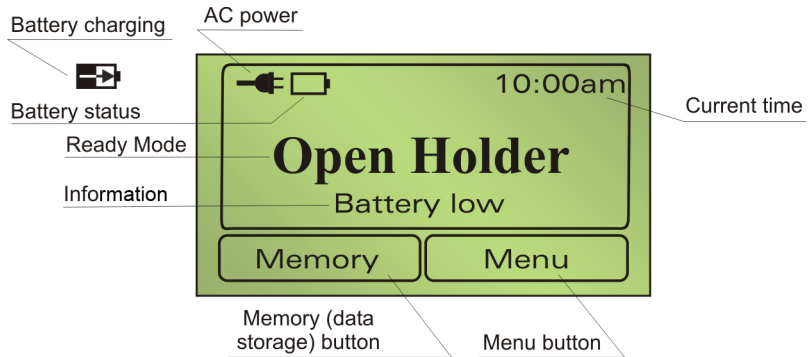 Battery charging
AC power
Battery status
10:00am
Current time
Ready Mode
Open Holder
Information
Battery low
Memory
Menu
Memory (data
storage) button
Menu button